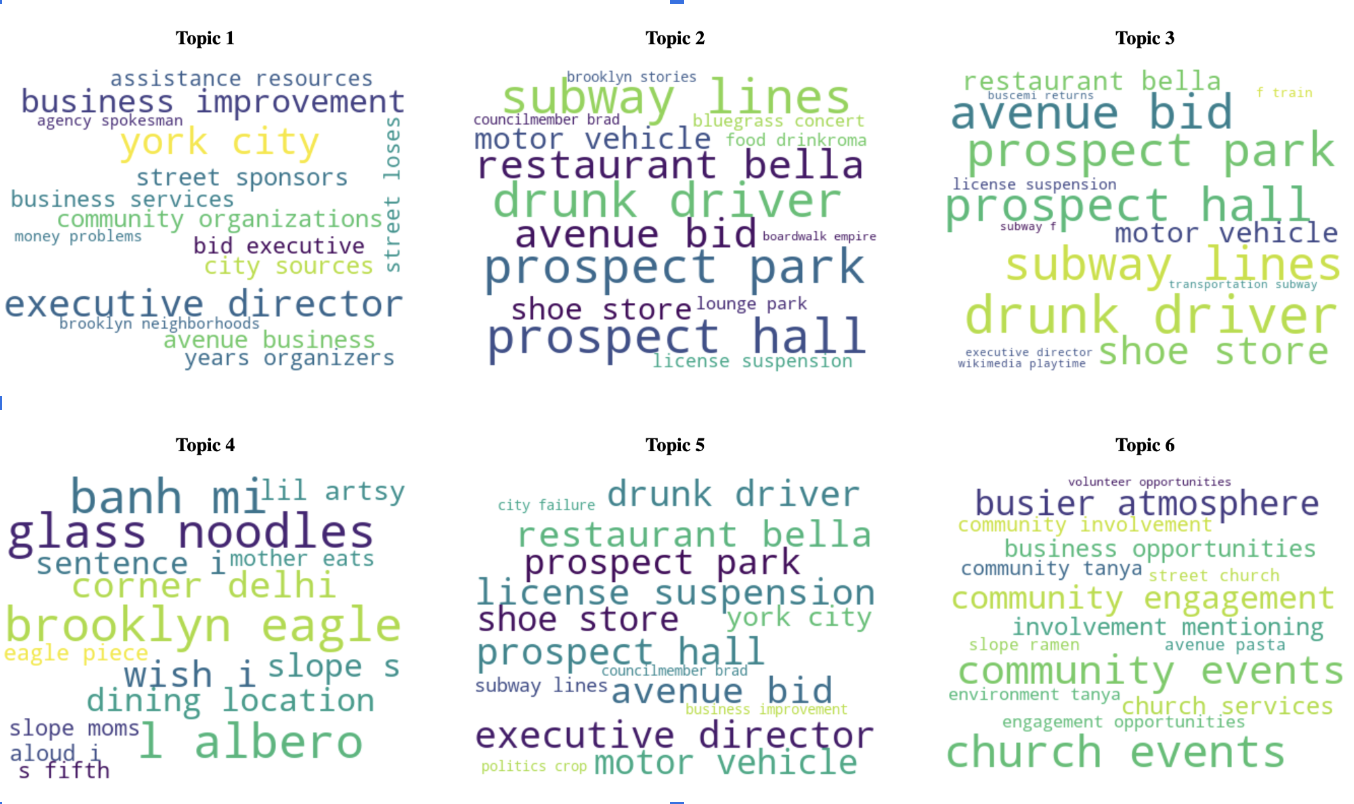 Topic 1
assistance resources
business improvement
agency spokesman
york city
street loses
street sponsors
business services
community organizations
money problems
bid executive
city sources
executive director
brooklyn neighborhoods
avenue business
years organizers
Topic 2
brooklyn stories
subway lines
councilmember brad
bluegrass concert
motor vehicle
food drinkroma
restaurant bella
drunk driver
avenue bid
boardwalk empire
prospect park
shoe store
lounge park
prospect hall
license suspension
Topic 3
restaurant bella
buscemi returns
f train
avenue bid
prospect park
license suspension
prospect hall
subway f
motor vehicle
subway lines
transportation subway
drunk driver
executive director
shoe store
wikimedia playtime
Topic 4
banh mi
lil artsy
glass noodles
sentence i
mother eats
corner delhi
brooklyn eagle
eagle piece
wish i
slope s
dining location
slope moms
l albero
aloud i
s fifth
Topic 5
city failure
drunk driver
restaurant bella
prospect park
license suspension
shoe store
york city
prospect hall
councilmember brad
subway lines
avenue bid
business improvement
executive director
politics crop
motor vehicle
Topic 6
volunteer opportunities
busier atmosphere
community involvement
business opportunities
community tanya
street church
community engagement
involvement mentioning
slope ramen
avenue pasta
community events
environment tanya
church services
engagement opportunities
church events